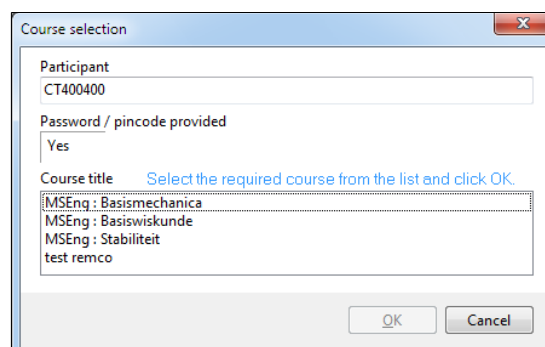 Course selection
Participant
CT400400
Password / pincode provided
Yes
Course title Select the required course from the list and click OK.
MSEng : Basismechanica
MSEng : Basiswiskunde
MSEng : Stabiliteit
test remco
OK Cancel